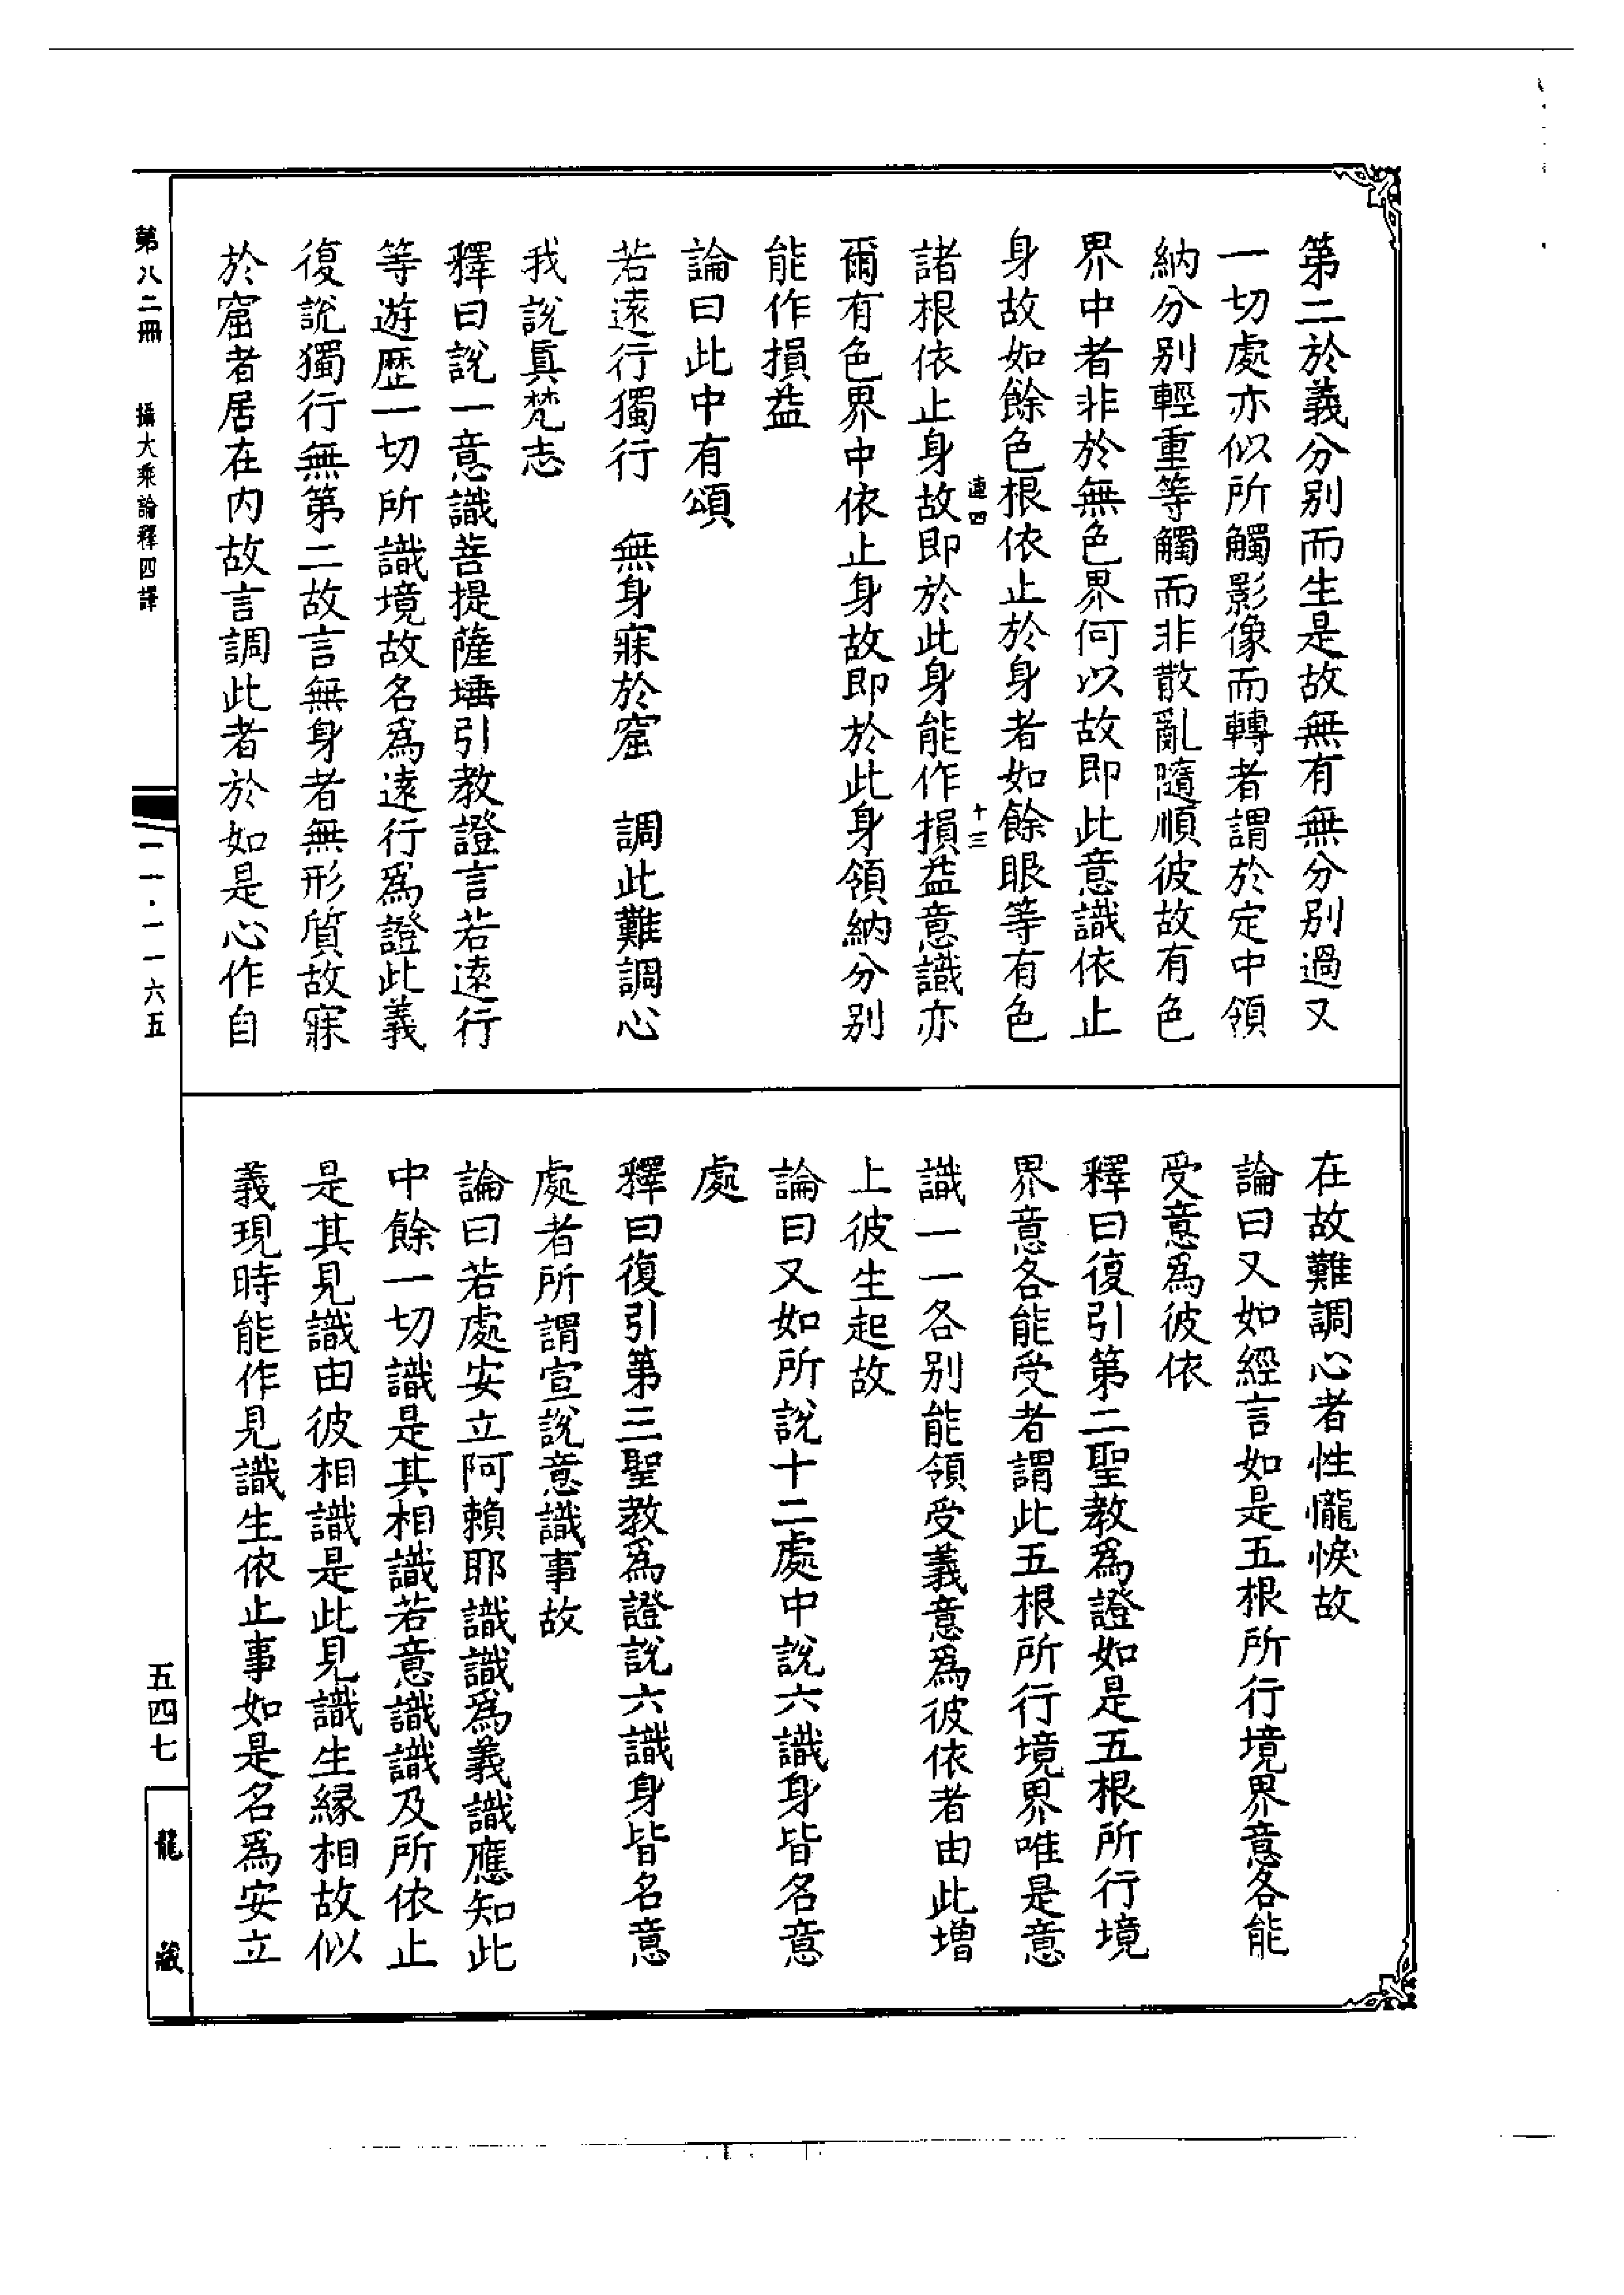 第二於義分別而生是故無有無分別過又
一切處亦似所觸影像而轉者謂於定中領
納分別輕重等觸而非散亂隨順彼故有色
界中者非於無色界何以故即此意識依止
身故如餘色根依止於身者如餘眼等有色
諸根依止身故即於此身能作損益意識亦
爾有色界中依止身故即於此身領納分別
能作損益
論曰此中有頌
若遠行獨行　無身寐於窟　調此難調心
我說眞梵志
釋曰說一意識菩提薩埵引教證言若遠行
等遊歷一切所識境故名爲遠行爲證此義
復說獨行無第二故言無身者無形質故寐
於窟者居在内故言調此者於如是心作自
在故難調心者性㦬悷故
論曰又如經言如是五根所行境界意各能
受意爲彼依
釋曰復引第二聖教爲證如是五根所行境
界意各能受者謂此五根所行境界唯是意
識一一各別能領受義意爲彼依者由此增
上彼生起故
論曰又如所說十二處中說六識身皆名意
處
釋曰復引第三聖教爲證說六識身皆名意
處者所謂宣說意識事故
論曰若處安立阿賴耶識識爲義識應知此
中餘一切識是其相識若意識識及所依止
是其見識由彼相識是此見識生緣相故似
義現時能作見識生依止事如是名爲安立
第八二冊　攝大乘論釋四譯
一一·一一六五
五四七
龍藏
十三